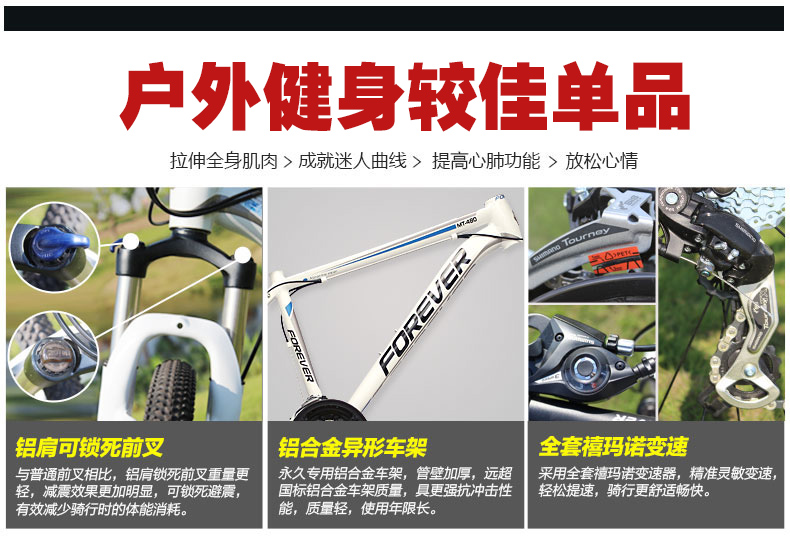 户外健身较佳单品
拉伸全身肌肉 > 成就迷人曲线 > 提高心肺功能 > 放松心情
MT-480
FOREVER
FOREVER
SHIMANO Tourney
SHIMANO
Tourney
铝肩可锁死前叉
与普通前叉相比，铝肩锁死前叉重量更
轻，减震效果更加明显，可锁死避震，
有效减少骑行时的体能消耗。
铝合金异形车架
永久专用铝合金车架，管壁加厚，远超
国标铝合金车架质量，具更强抗冲击性
能，质量轻，使用年限长。
全套禧玛诺变速
采用全套禧玛诺变速器，精准灵敏变速，
轻松提速，骑行更舒适畅快。